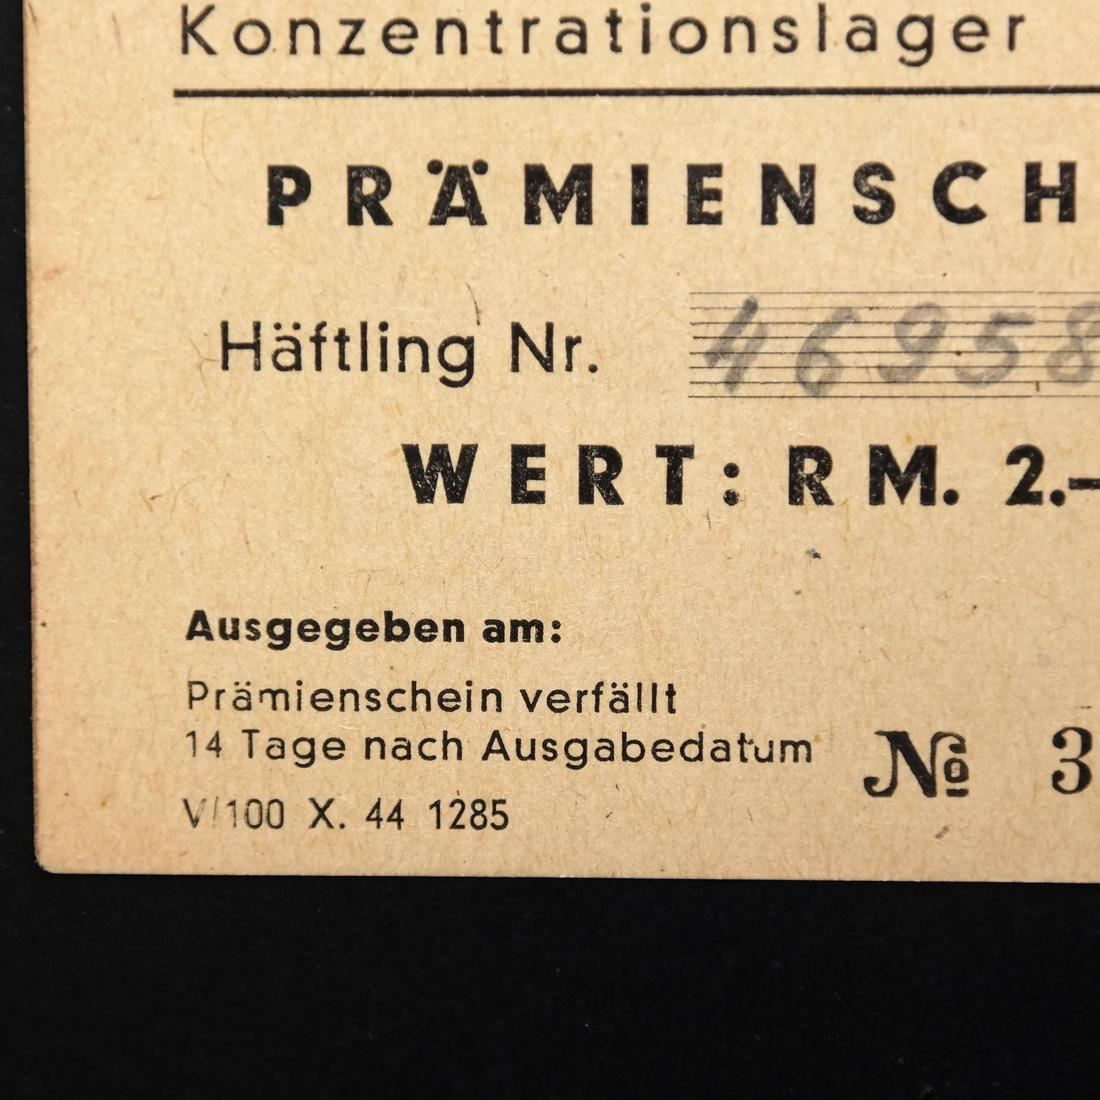 Konzentrationslager
PRÄMIENSCH
Häftling Nr. 46958
WERT: RM. 2.—
Ausgegeben am:
Prämienschein verfällt
14 Tage nach Ausgabedatum
№ 3
V/100 X. 44 1285